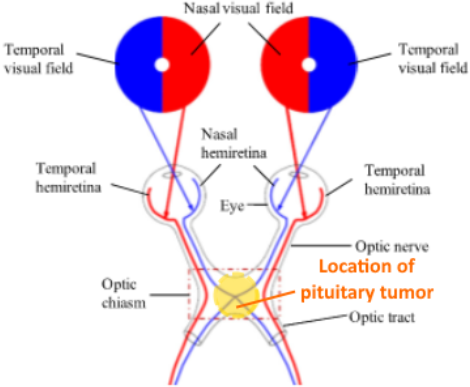 Nasal visual field
Temporal
visual field
Temporal
visual field
Nasal
hemiretina
Temporal
hemiretina
Temporal
hemiretina
Eye
Optic nerve
Location of
pituitary tumor
Optic
chiasm
Optic tract